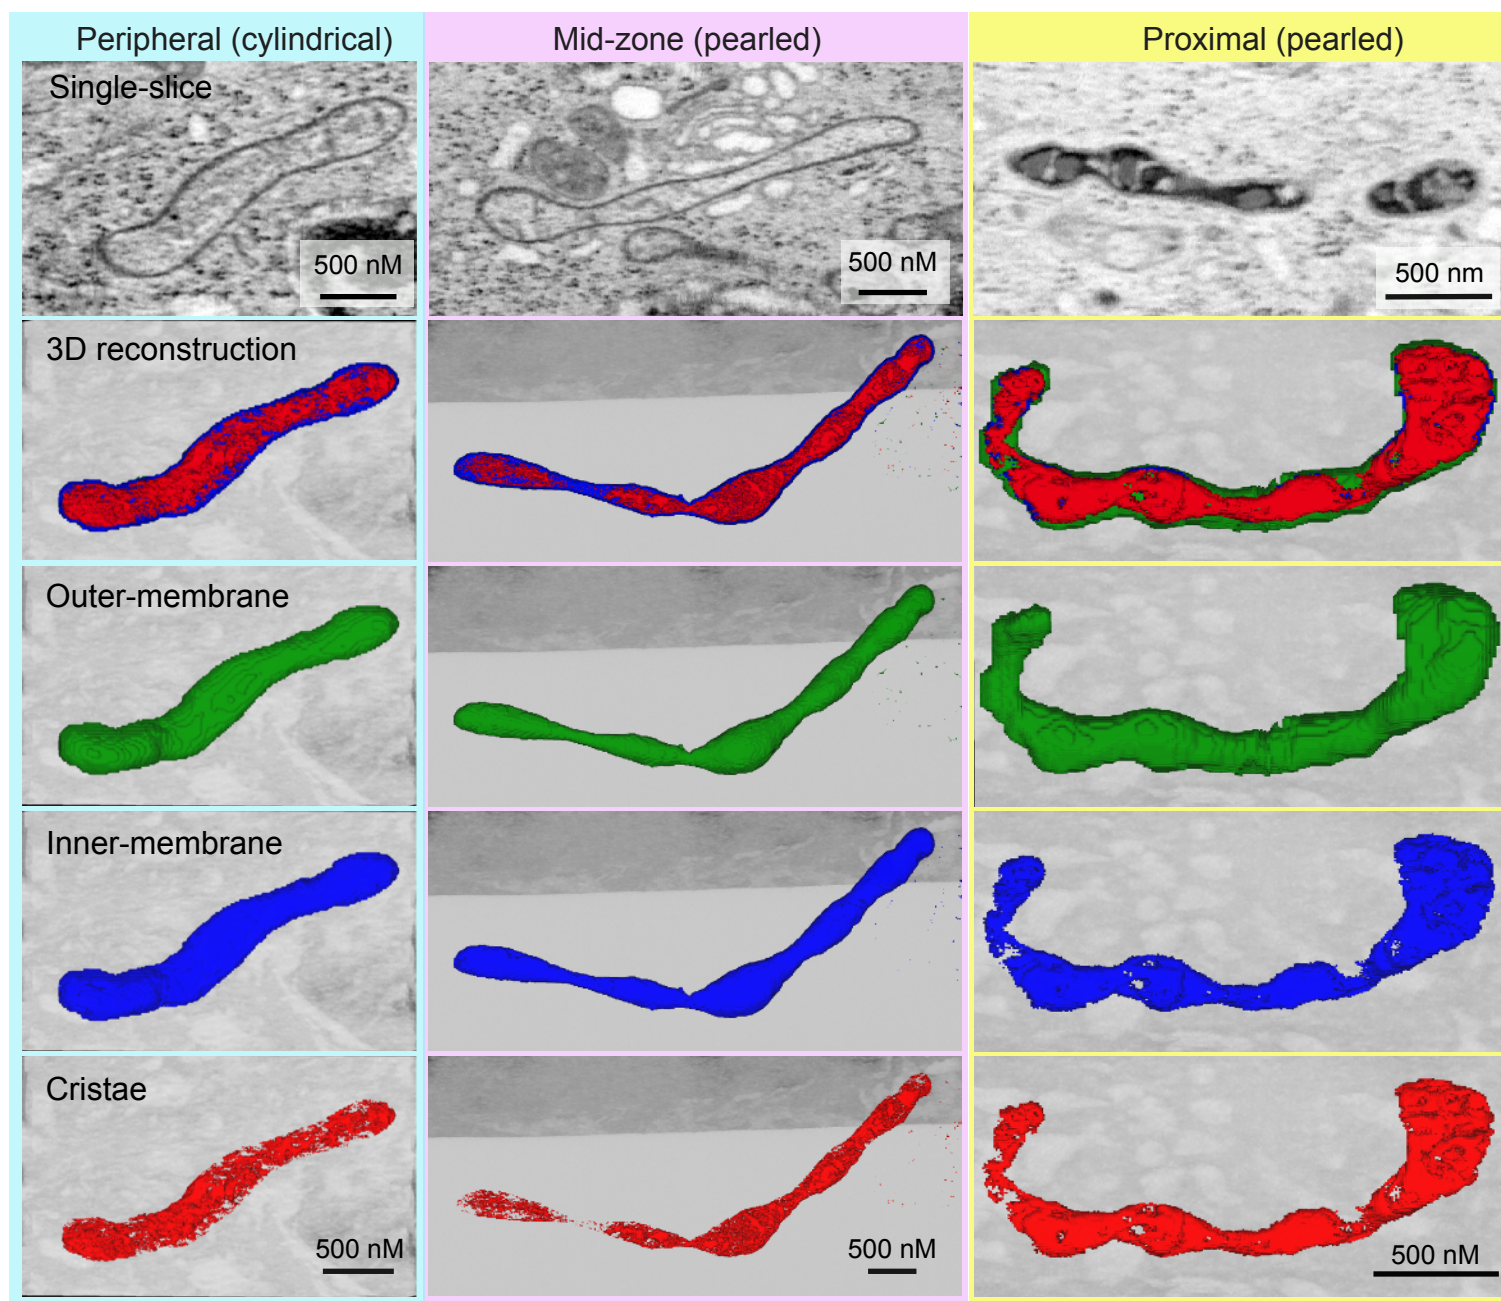 Peripheral (cylindrical)
Mid-zone (pearled)
Proximal (pearled)
Single-slice
500 nM
500 nM
500 nm
3D reconstruction
Outer-membrane
Inner-membrane
Cristae
500 nM
500 nM
500 nM